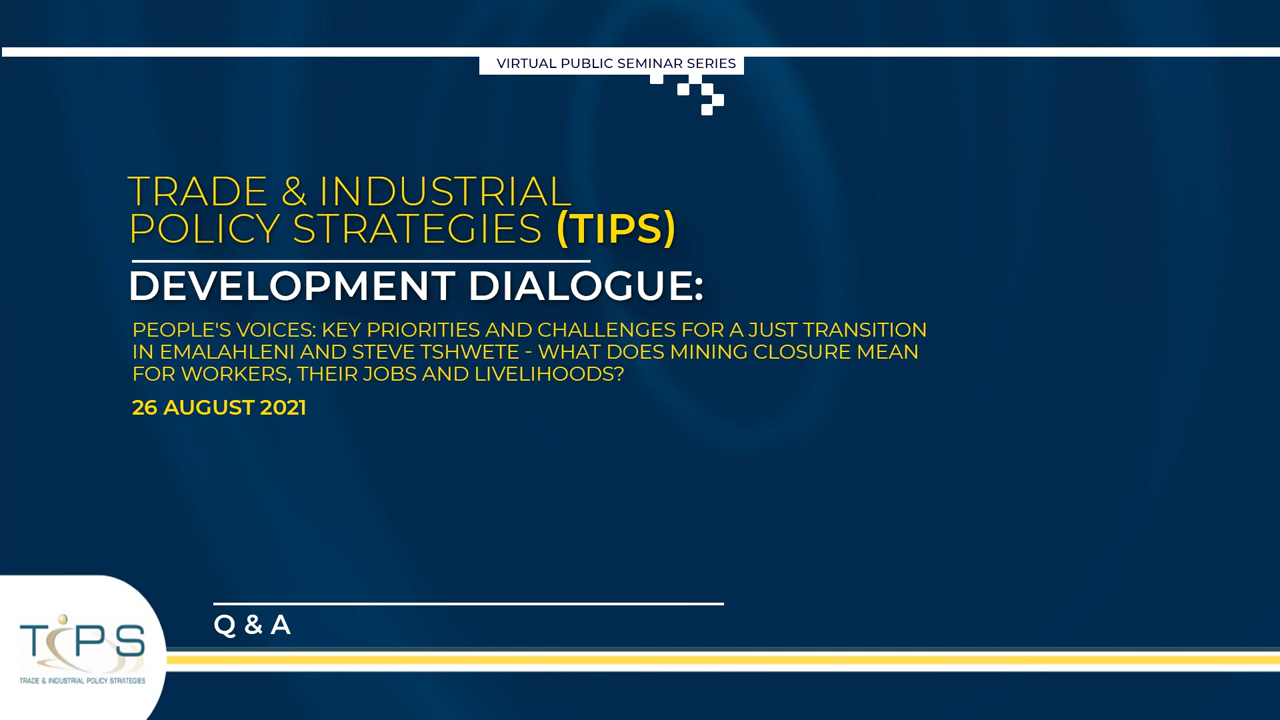 VIRTUAL PUBLIC SEMINAR SERIES
TRADE & INDUSTRIAL
POLICY STRATEGIES (TIPS)
DEVELOPMENT DIALOGUE:
PEOPLE'S VOICES: KEY PRIORITIES AND CHALLENGES FOR A JUST TRANSITION
IN EMALAHLENI AND STEVE TSHWETE - WHAT DOES MINING CLOSURE MEAN
FOR WORKERS, THEIR JOBS AND LIVELIHOODS?
26 AUGUST 2021
Q & A
TiPS
TRADE & INDUSTRIAL POLICY STRATEGIES